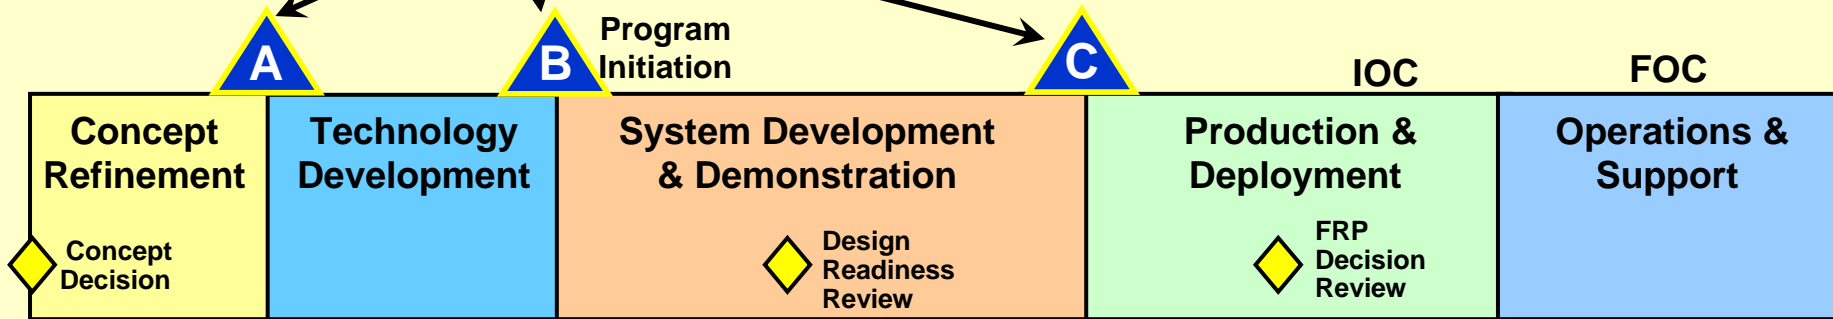 A
B
Program
Initiation
C
IOC
FOC
Concept
Refinement
Technology
Development
System Development
& Demonstration
Production &
Deployment
Operations &
Support
Concept
Decision
Design
Readiness
Review
FRP
Decision
Review